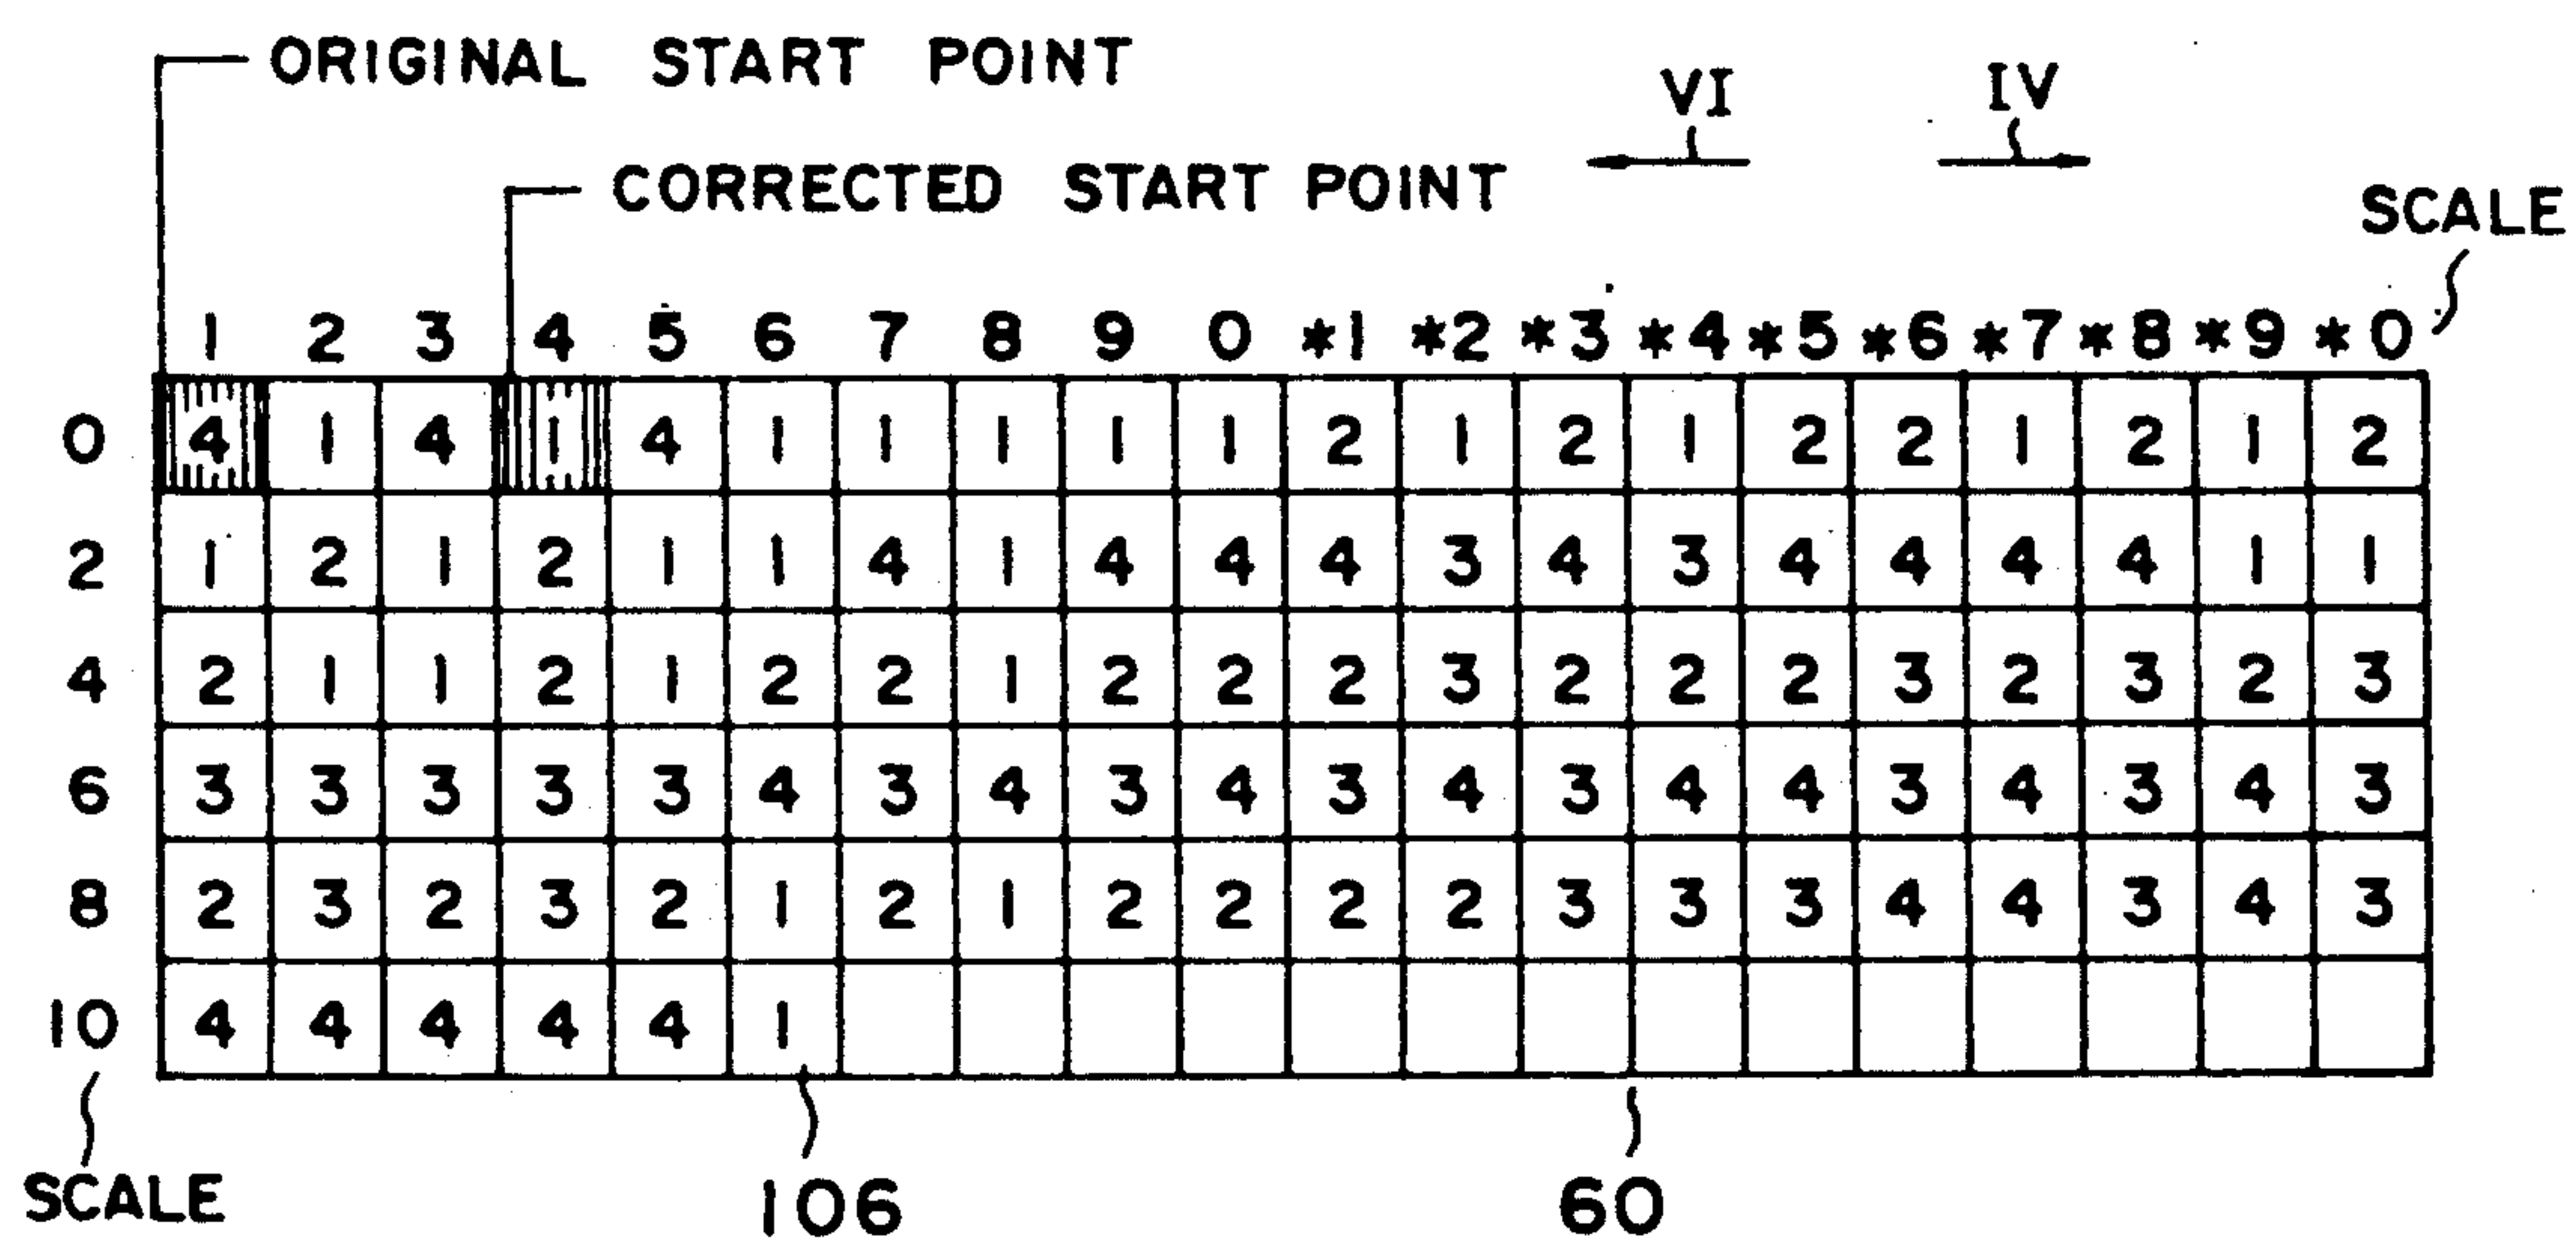 ORIGINAL START POINT
VI IV
CORRECTED START POINT
SCALE
1 2 3 4 5 6 7 8 9 0 *1 *2 *3 *4 *5 *6 *7 *8 *9 *0
0 4 1 4 1 4 1 1 1 1 1 2 1 2 1 2 2 1 2 1 2
2 1 2 1 2 1 1 4 1 4 4 4 3 4 3 4 4 4 4 1 1
4 2 1 1 2 1 2 2 1 2 2 2 3 2 2 2 3 2 3 2 3
6 3 3 3 3 3 4 3 4 3 4 3 4 3 4 4 3 4 3 4 3
8 2 3 2 3 2 1 2 1 2 2 2 2 3 3 3 4 4 3 4 3
10 4 4 4 4 4 1
SCALE 106 60